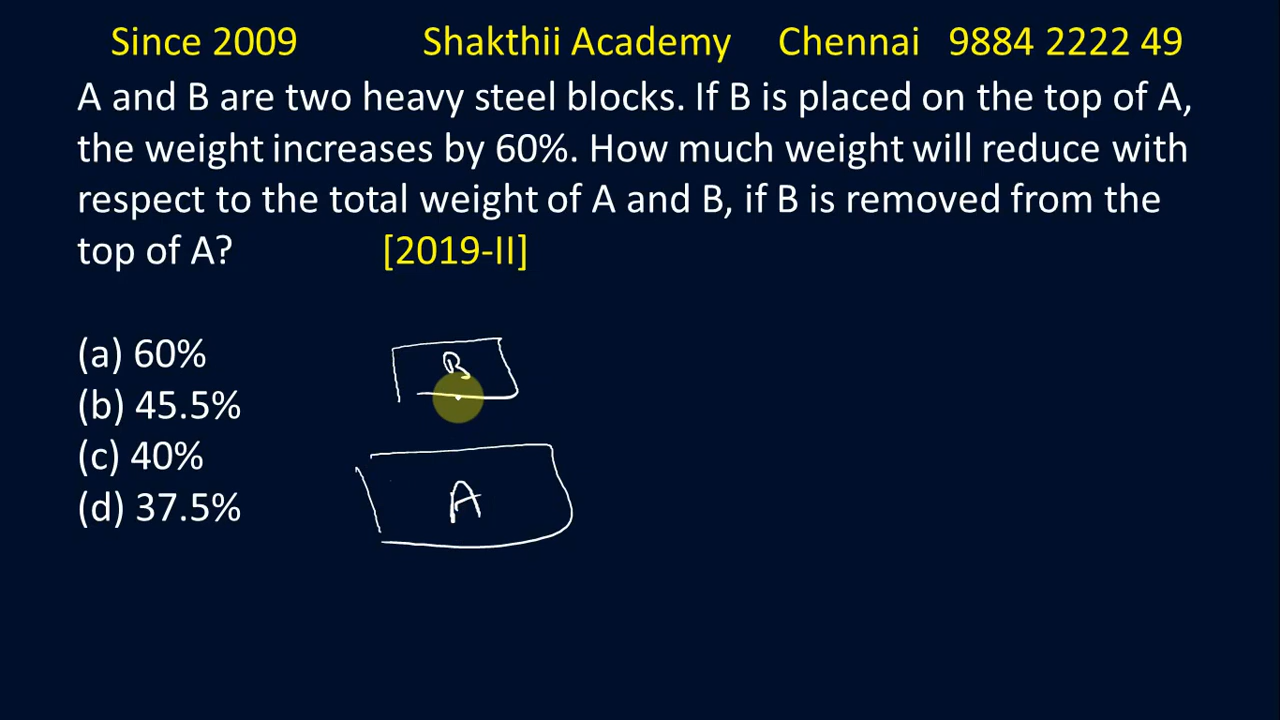 Since 2009 Shakthii Academy Chennai 9884 2222 49
A and B are two heavy steel blocks. If B is placed on the top of A,
the weight increases by 60%. How much weight will reduce with
respect to the total weight of A and B, if B is removed from the
top of A? [2019-II]
(a) 60%
(b) 45.5%
(c) 40%
(d) 37.5%
B
A